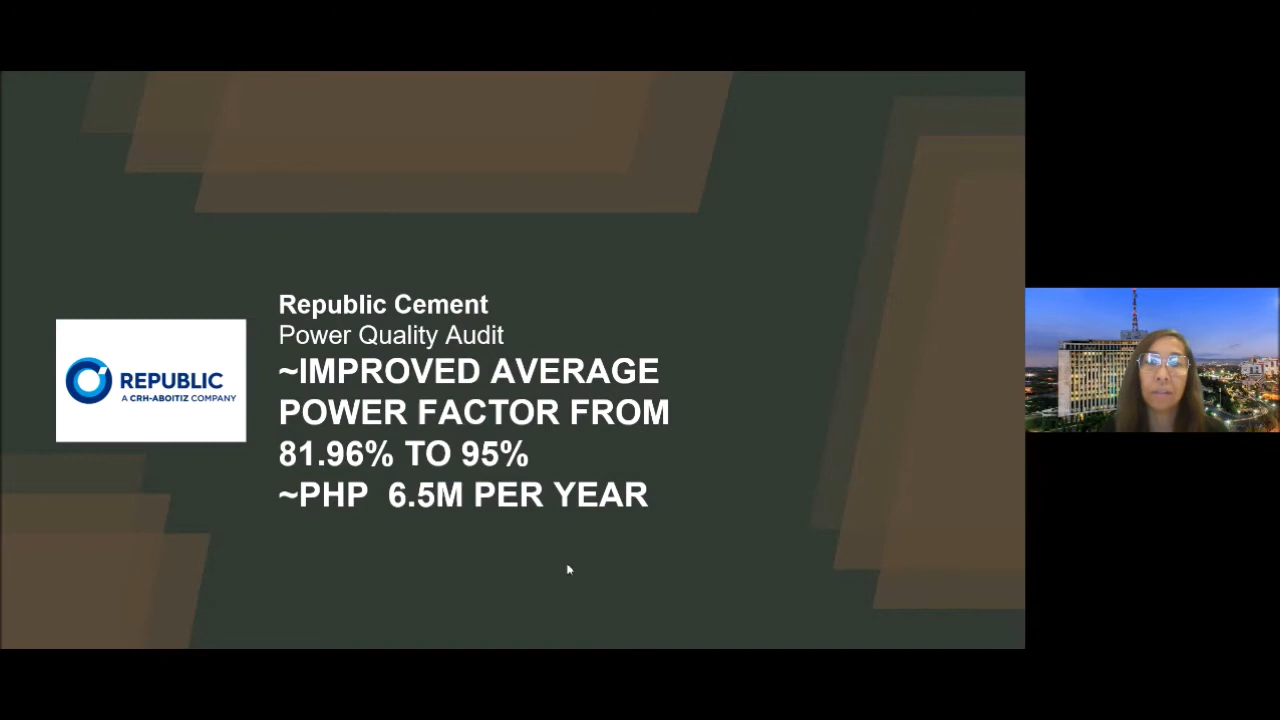 Republic Cement
Power Quality Audit
~IMPROVED AVERAGE
POWER FACTOR FROM
81.96% TO 95%
~PHP  6.5M PER YEAR
REPUBLIC
A CRH-ABOITIZ COMPANY